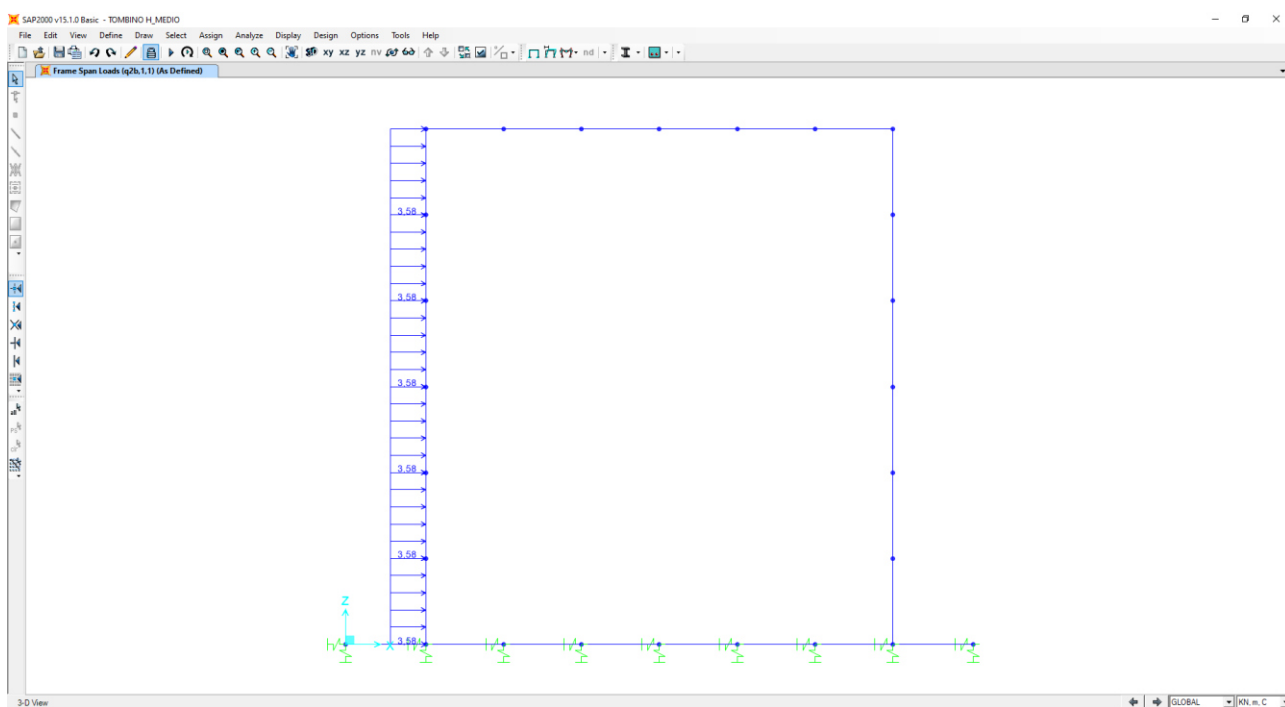 SAP2000 v15.1.0 Basic - TOMBINO H_MEDIO
File Edit View Define Draw Select Assign Analyze Display Design Options Tools Help
xy xz yz nv nd
Frame Span Loads (q2b,1,1) (As Defined)
3,58
3,58
3,58
3,58
3,58
Z
X 3,58
3-D View GLOBAL KN, m, C